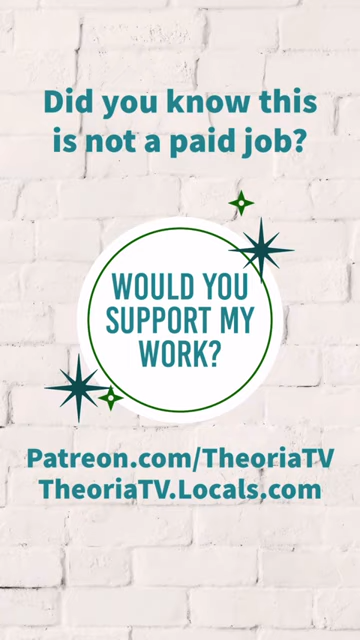 Did you know this
is not a paid job?
WOULD YOU
SUPPORT MY
WORK?
Patreon.com/TheoriaTV
TheoriaTV.Locals.com